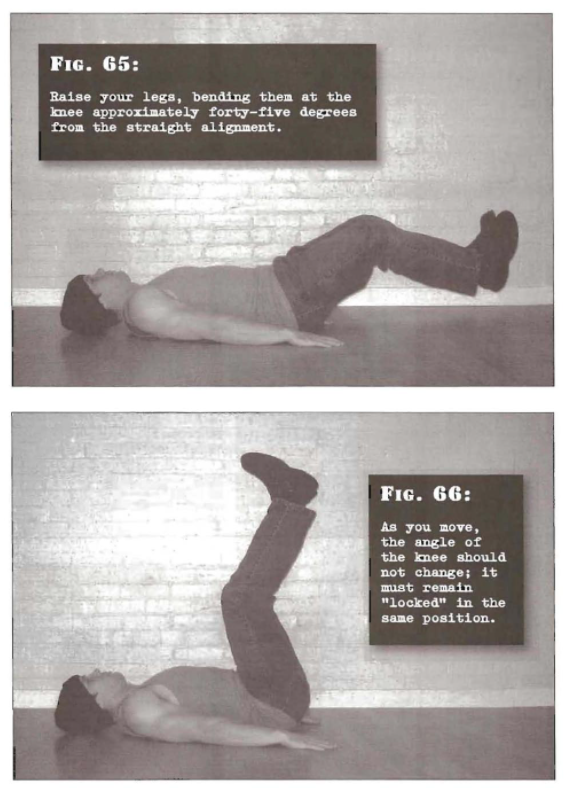 FIG. 65:
Raise your legs, bending them at the
knee approximately forty-five degrees
from the straight alignment.
FIG. 66:
As you move,
the angle of
the knee should
not change; it
must remain
"locked" in the
same position.